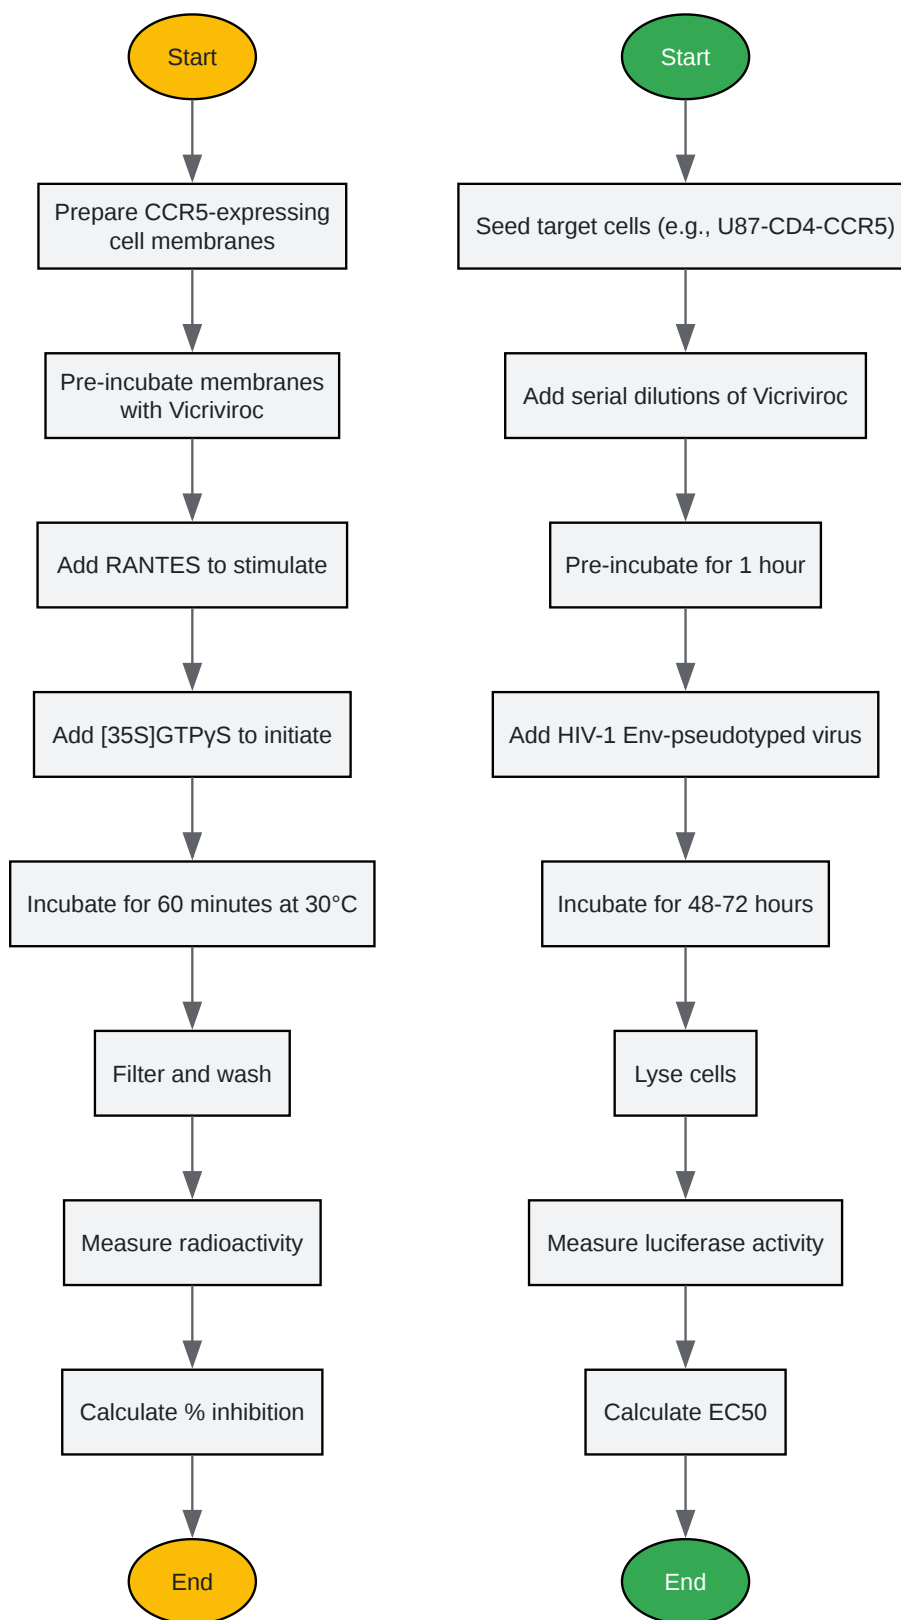 Start
Prepare CCR5-expressing
cell membranes
Pre-incubate membranes
with Vicriviroc
Add RANTES to stimulate
Add [35S]GTPγS to initiate
Incubate for 60 minutes at 30°C
Filter and wash
Measure radioactivity
Calculate % inhibition
End
Start
Seed target cells (e.g., U87-CD4-CCR5)
Add serial dilutions of Vicriviroc
Pre-incubate for 1 hour
Add HIV-1 Env-pseudotyped virus
Incubate for 48-72 hours
Lyse cells
Measure luciferase activity
Calculate EC50
End